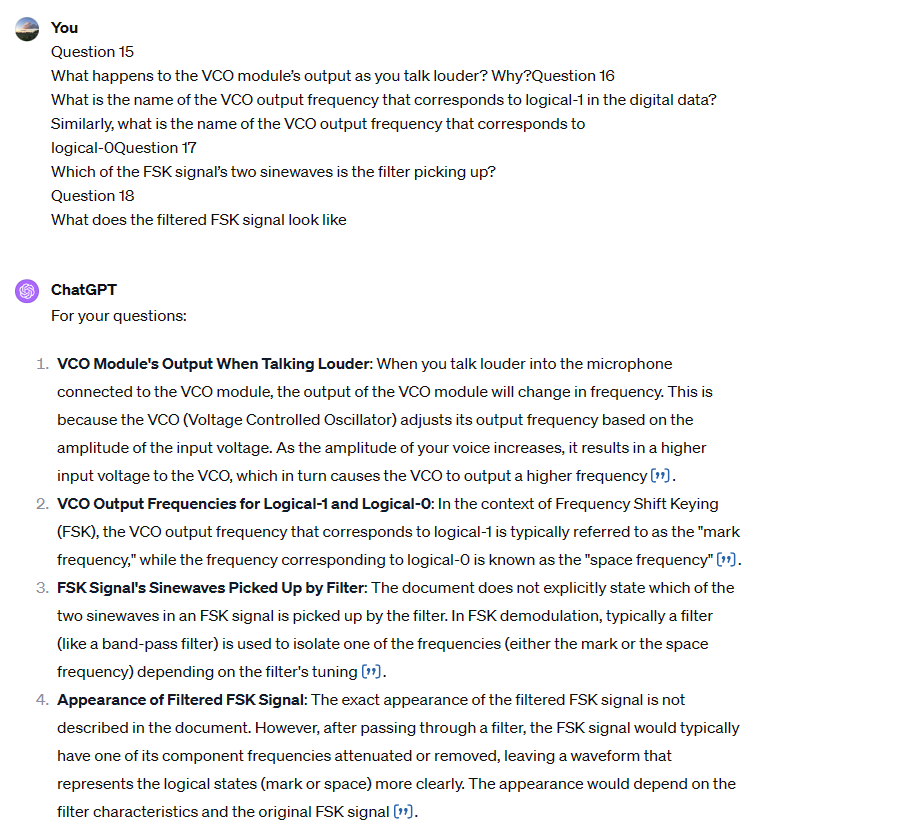 You
Question 15
What happens to the VCO module's output as you talk louder? Why?Question 16
What is the name of the VCO output frequency that corresponds to logical-1 in the digital data?
Similarly, what is the name of the VCO output frequency that corresponds to
logical-0Question 17
Which of the FSK signal's two sinewaves is the filter picking up?
Question 18
What does the filtered FSK signal look like
ChatGPT
For your questions:
1. VCO Module's Output When Talking Louder: When you talk louder into the microphone
connected to the VCO module, the output of the VCO module will change in frequency. This is
because the VCO (Voltage Controlled Oscillator) adjusts its output frequency based on the
amplitude of the input voltage. As the amplitude of your voice increases, it results in a higher
input voltage to the VCO, which in turn causes the VCO to output a higher frequency ["].
2. VCO Output Frequencies for Logical-1 and Logical-0: In the context of Frequency Shift Keying
(FSK), the VCO output frequency that corresponds to logical-1 is typically referred to as the "mark
frequency," while the frequency corresponding to logical-0 is known as the "space frequency" ["].
3. FSK Signal's Sinewaves Picked Up by Filter: The document does not explicitly state which of the
two sinewaves in an FSK signal is picked up by the filter. In FSK demodulation, typically a filter
(like a band-pass filter) is used to isolate one of the frequencies (either the mark or the space
frequency) depending on the filter's tuning ["].
4. Appearance of Filtered FSK Signal: The exact appearance of the filtered FSK signal is not
described in the document. However, after passing through a filter, the FSK signal would typically
have one of its component frequencies attenuated or removed, leaving a waveform that
represents the logical states (mark or space) more clearly. The appearance would depend on the
filter characteristics and the original FSK signal ["].